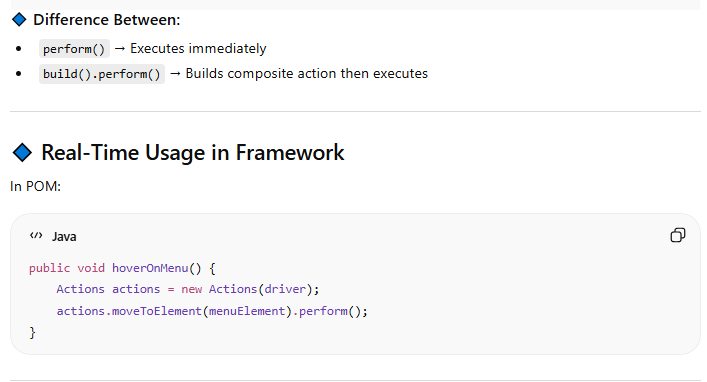 Difference Between:
perform() → Executes immediately
build().perform() → Builds composite action then executes
Real-Time Usage in Framework
In POM:
Java
public void hoverOnMenu() {
    Actions actions = new Actions(driver);
    actions.moveToElement(menuElement).perform();
}